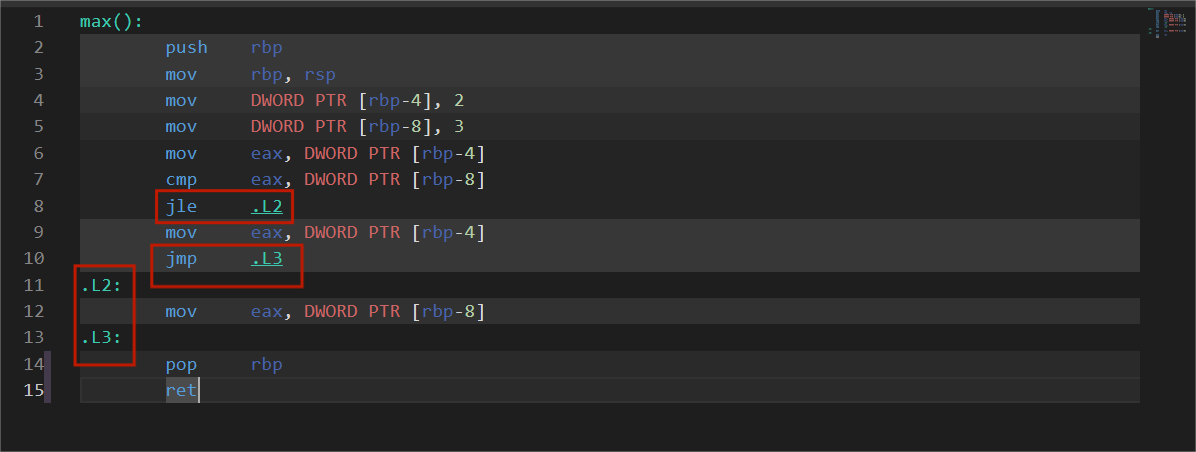 1 max():
2 push rbp
3 mov rbp, rsp
4 mov DWORD PTR [rbp-4], 2
5 mov DWORD PTR [rbp-8], 3
6 mov eax, DWORD PTR [rbp-4]
7 cmp eax, DWORD PTR [rbp-8]
8 jle .L2
9 mov eax, DWORD PTR [rbp-4]
10 jmp .L3
11 .L2:
12 mov eax, DWORD PTR [rbp-8]
13 .L3:
14 pop rbp
15 ret